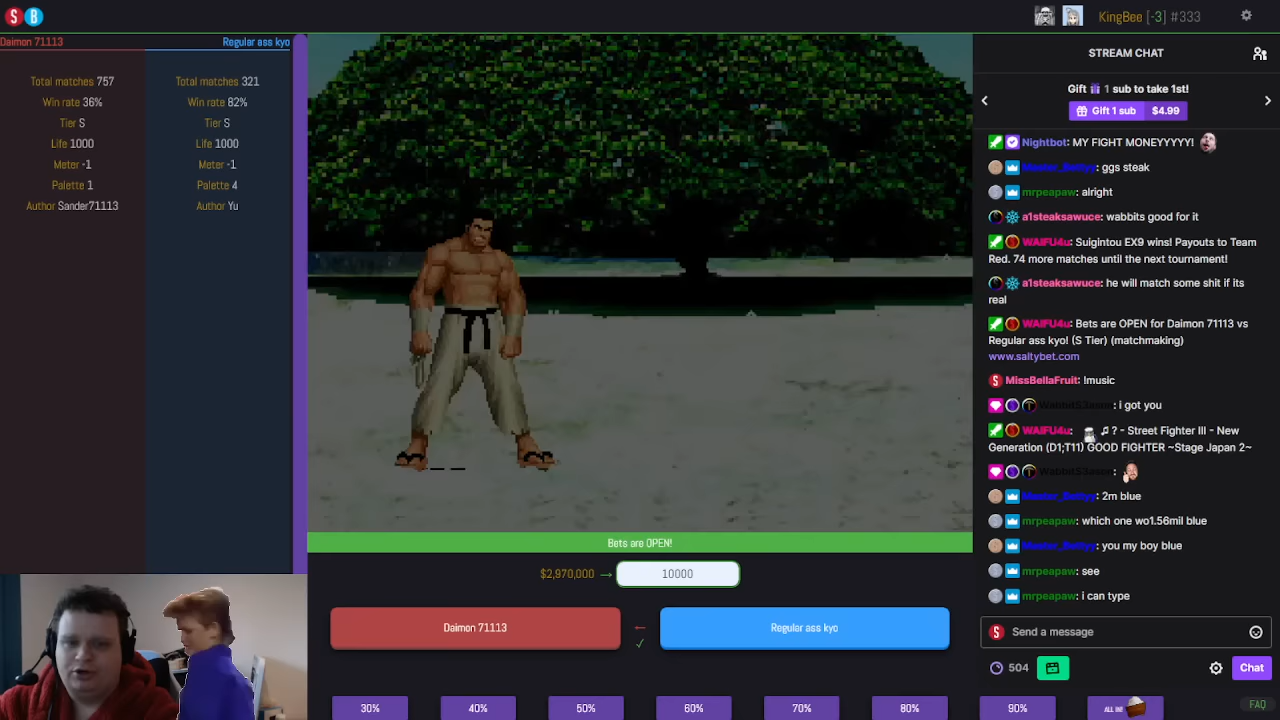 S B
KingBee [-3] #333
Daimon 71113
Regular ass kyo
Total matches 757
Win rate 36%
Tier S
Life 1000
Meter -1
Palette 1
Author Sander71113
Total matches 321
Win rate 82%
Tier S
Life 1000
Meter -1
Palette 4
Author Yu
Bets are OPEN!
$2,970,000 → 10000
Daimon 71113
← ✓
Regular ass kyo
30% 40% 50% 60% 70% 80% 90% ALL IN!
STREAM CHAT
Gift 1 sub to take 1st!
Gift 1 sub $4.99
Nightbot: MY FIGHT MONEYYYYY!
Master_Bettyy: ggs steak
mrpeapaw: alright
a1steaksawuce: wabbits good for it
WAIFU4u: Suigintou EX9 wins! Payouts to Team
Red. 74 more matches until the next tournament!
a1steaksawuce: he will match some shit if its
real
WAIFU4u: Bets are OPEN for Daimon 71113 vs
Regular ass kyo! (S Tier) (matchmaking)
www.saltybet.com
MissBellaFruit: !music
: i got you
WAIFU4u: ♫ ? - Street Fighter III - New
Generation (D1;T11) GOOD FIGHTER ~Stage Japan 2~
:
Master_Bettyy: 2m blue
mrpeapaw: which one wo1.56mil blue
Master_Bettyy: you my boy blue
mrpeapaw: see
mrpeapaw: i can type
Send a message
504
Chat
FAQ